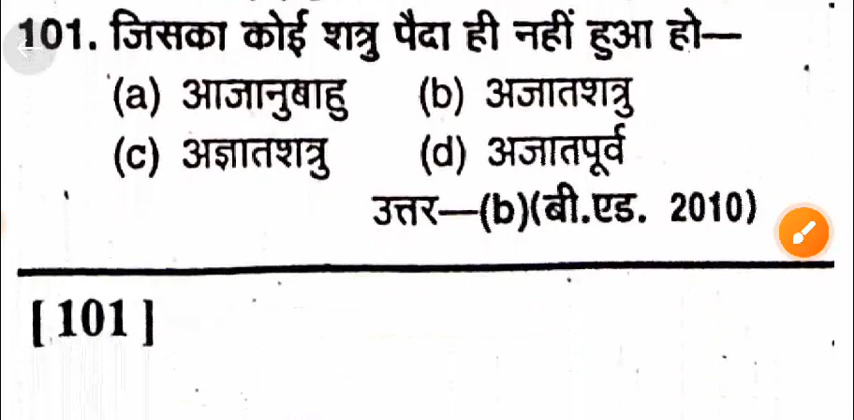 101. जिसका कोई शत्रु पैदा ही नहीं हुआ हो—
(a) आजानुबाहु (b) अजातशत्रु
(c) अज्ञातशत्रु (d) अजातपूर्व
उत्तर—(b)(बी.एड. 2010)
[ 101 ]